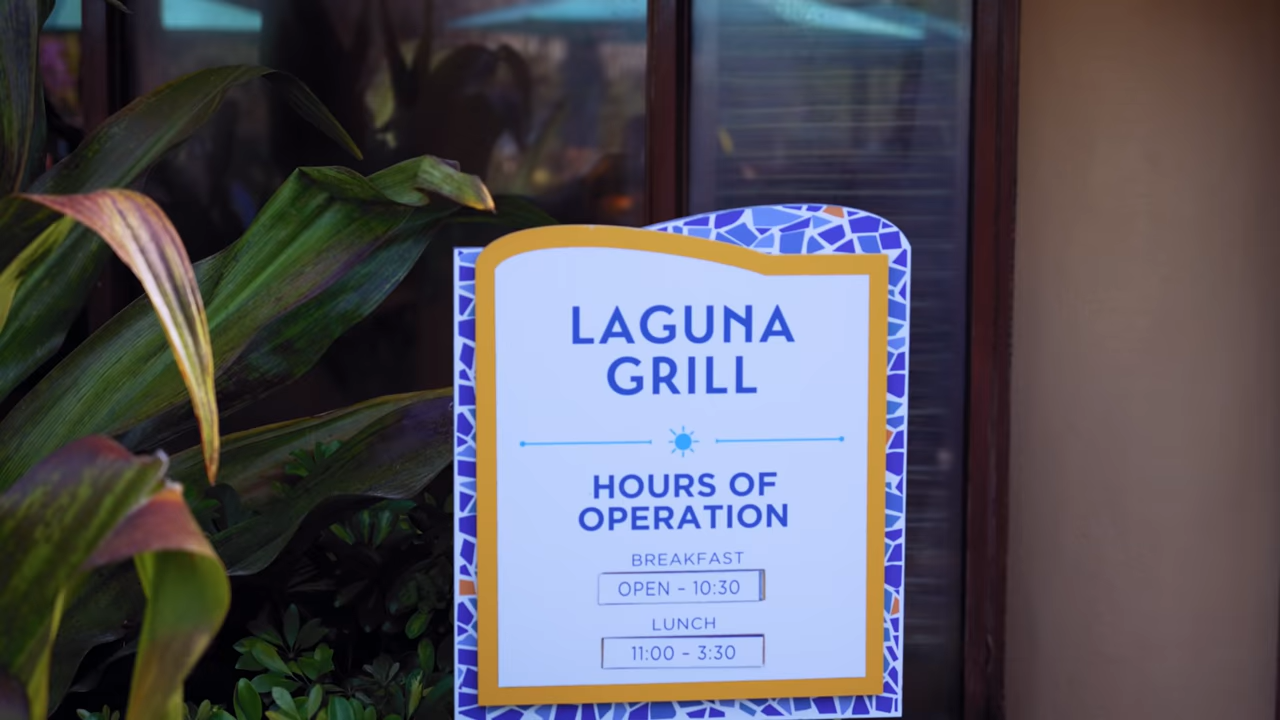 LAGUNA
GRILL
HOURS OF
OPERATION
BREAKFAST
OPEN - 10:30
LUNCH
11:00 - 3:30